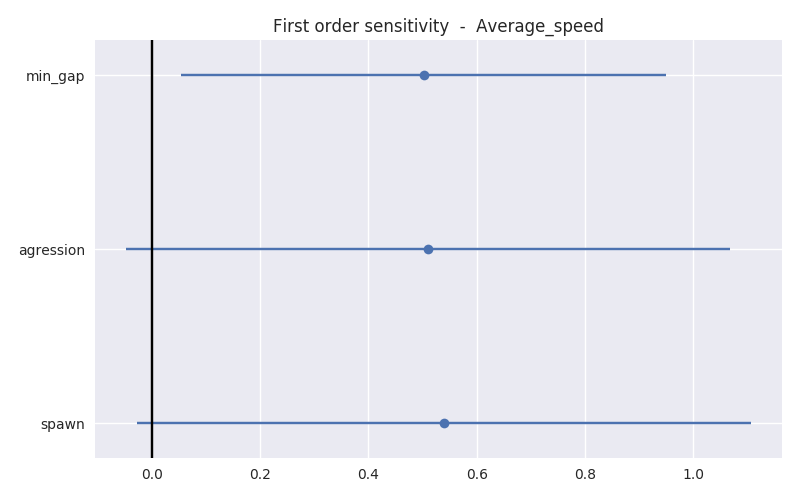 First order sensitivity - Average_speed
min_gap
agression
spawn
0.0 0.2 0.4 0.6 0.8 1.0